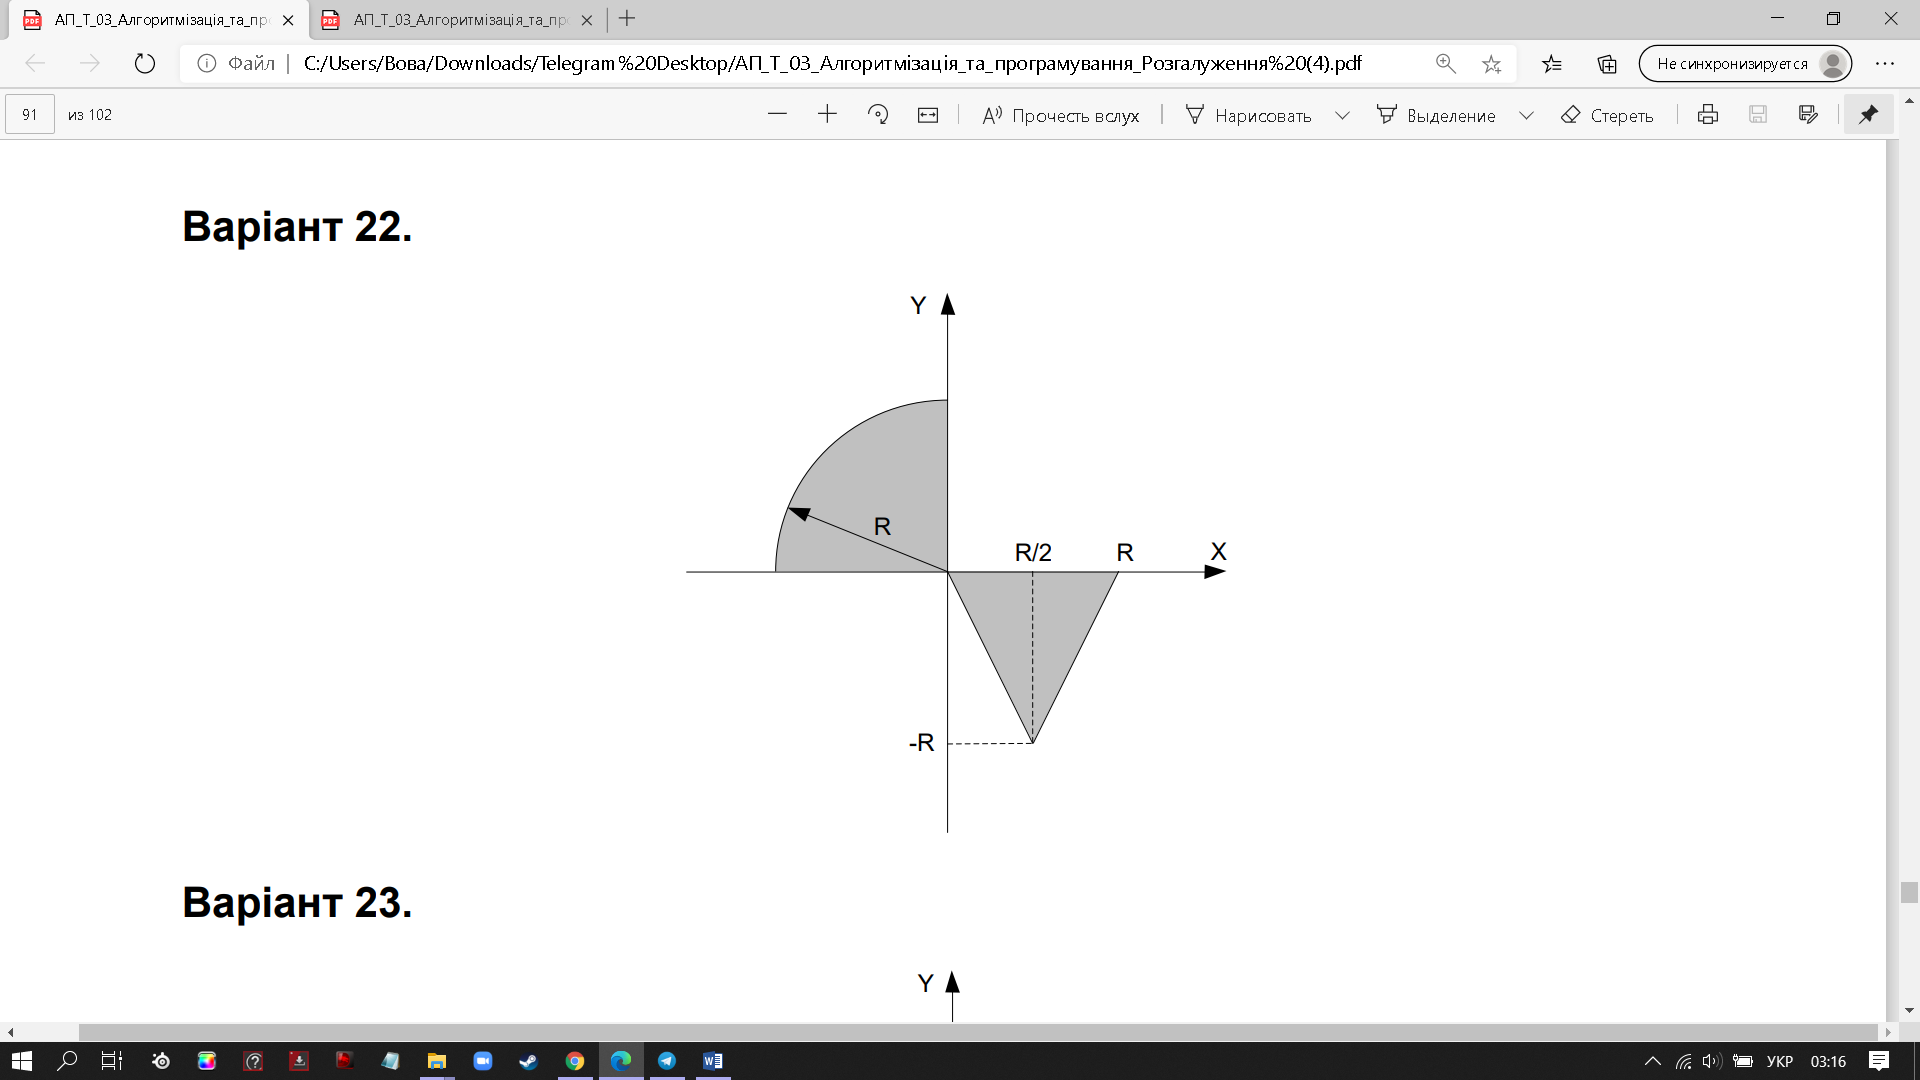 АП_Т_03_Алгоритмізація_та_пр
АП_Т_03_Алгоритмізація_та_про
Файл C:/Users/Вова/Downloads/Telegram%20Desktop/АП_Т_03_Алгоритмізація_та_програмування_Розгалуження%20(4).pdf
Не синхронизируется
91 из 102
Прочесть вслух
Нарисовать
Выделение
Стереть
Варіант 22.
Y
R
R/2 R X
-R
Варіант 23.
Y
УКР 03:16